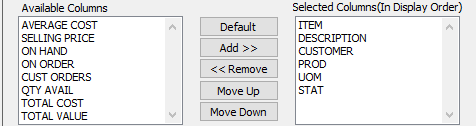 Available Columns
AVERAGE COST
SELLING PRICE
ON HAND
ON ORDER
CUST ORDERS
QTY AVAIL
TOTAL COST
TOTAL VALUE
Default
Add >>
<< Remove
Move Up
Move Down
Selected Columns(In Display Order)
ITEM
DESCRIPTION
CUSTOMER
PROD
UOM
STAT